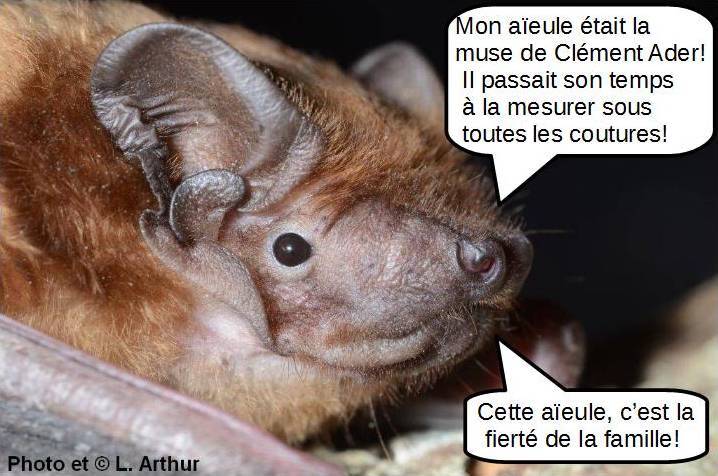 Mon aïeule était la
muse de Clément Ader!
Il passait son temps
à la mesurer sous
toutes les coutures!
Cette aïeule, c’est la
fierté de la famille!
Photo et © L. Arthur